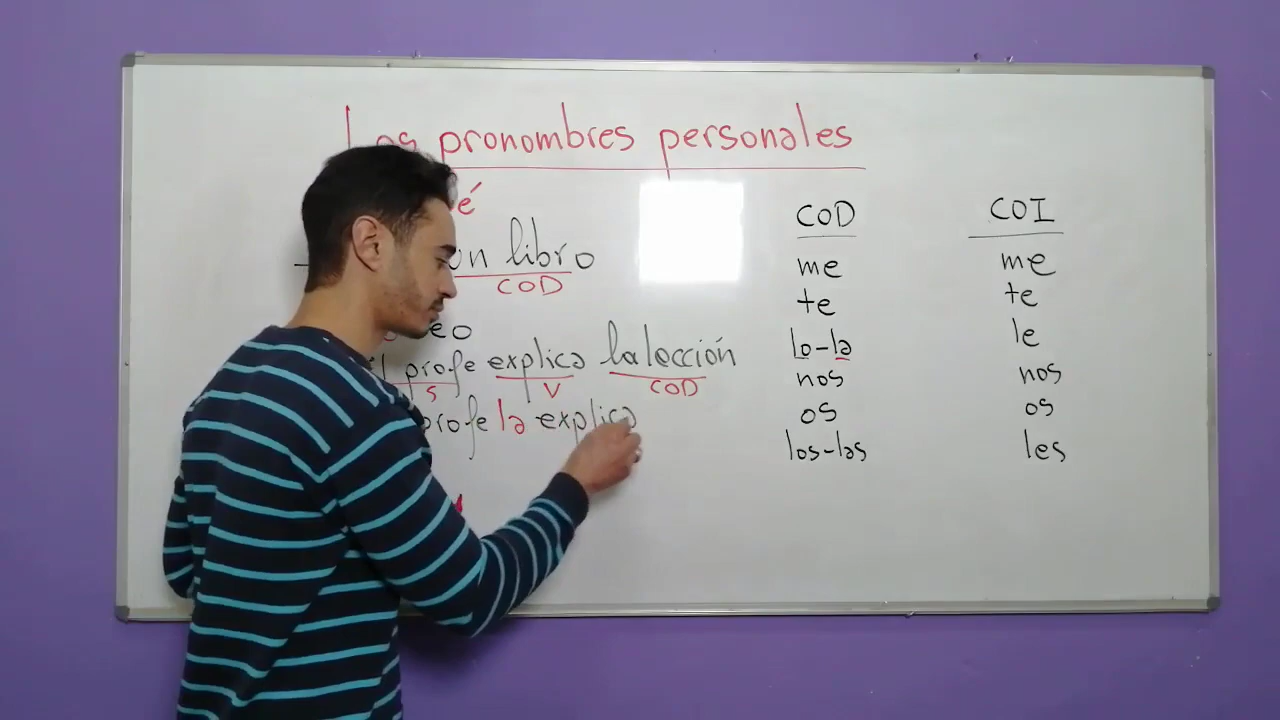 Los pronombres personales
é
un libro
COD
leo
El profe explica la lección
S V COD
profe la explica
COD
me
te
lo-la
nos
os
los-las
COI
me
te
le
nos
os
les